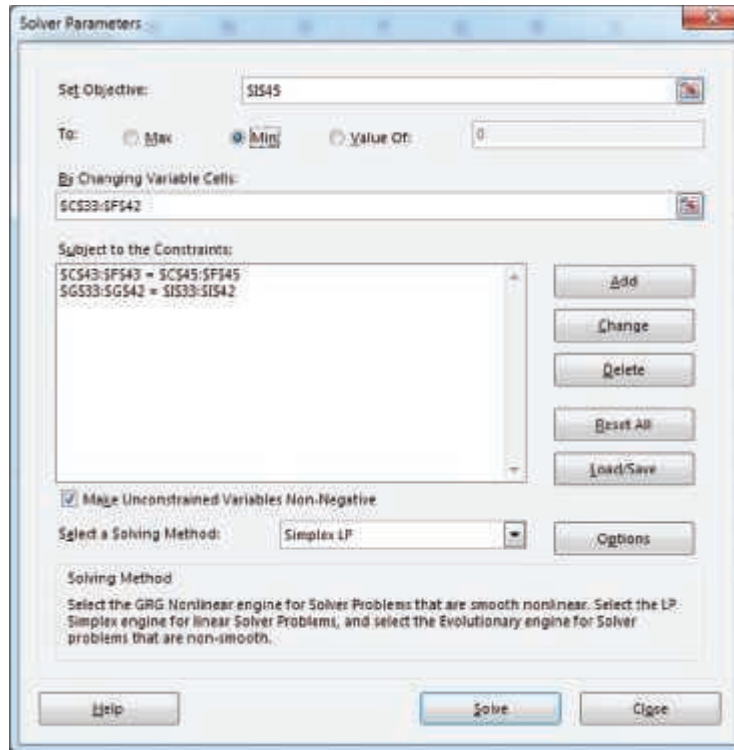 Solver Parameters
Set Objective:
$I$45
To:
Max
Min
Value Of:
0
By Changing Variable Cells:
$C$33:$F$42
Subject to the Constraints:
$C$43:$F$43 = $C$45:$F$45
$G$33:$G$42 = $I$33:$I$42
Add
Change
Delete
Reset All
Load/Save
Make Unconstrained Variables Non-Negative
Select a Solving Method:
Simplex LP
Options
Solving Method
Select the GRG Nonlinear engine for Solver Problems that are smooth nonlinear. Select the LP
Simplex engine for linear Solver Problems, and select the Evolutionary engine for Solver
problems that are non-smooth.
Help
Solve
Close